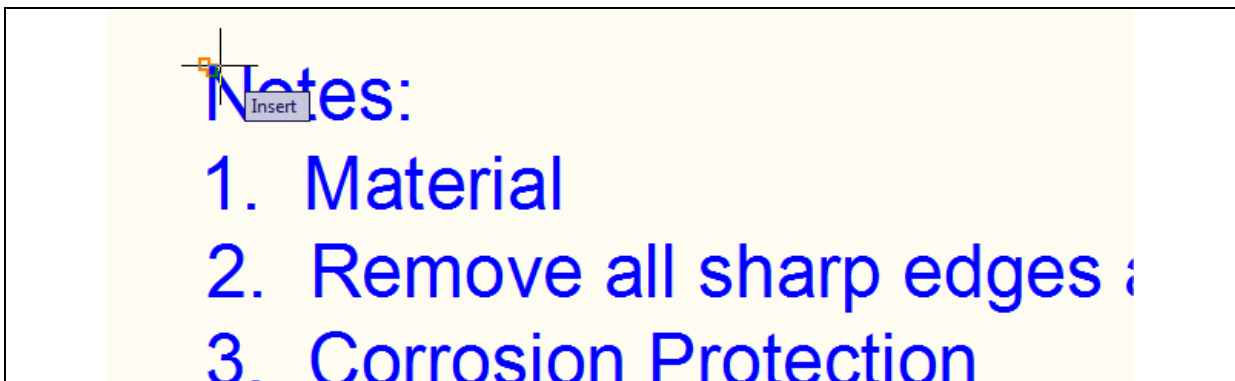 Notes:
Insert
1. Material
2. Remove all sharp edges
3. Corrosion Protection